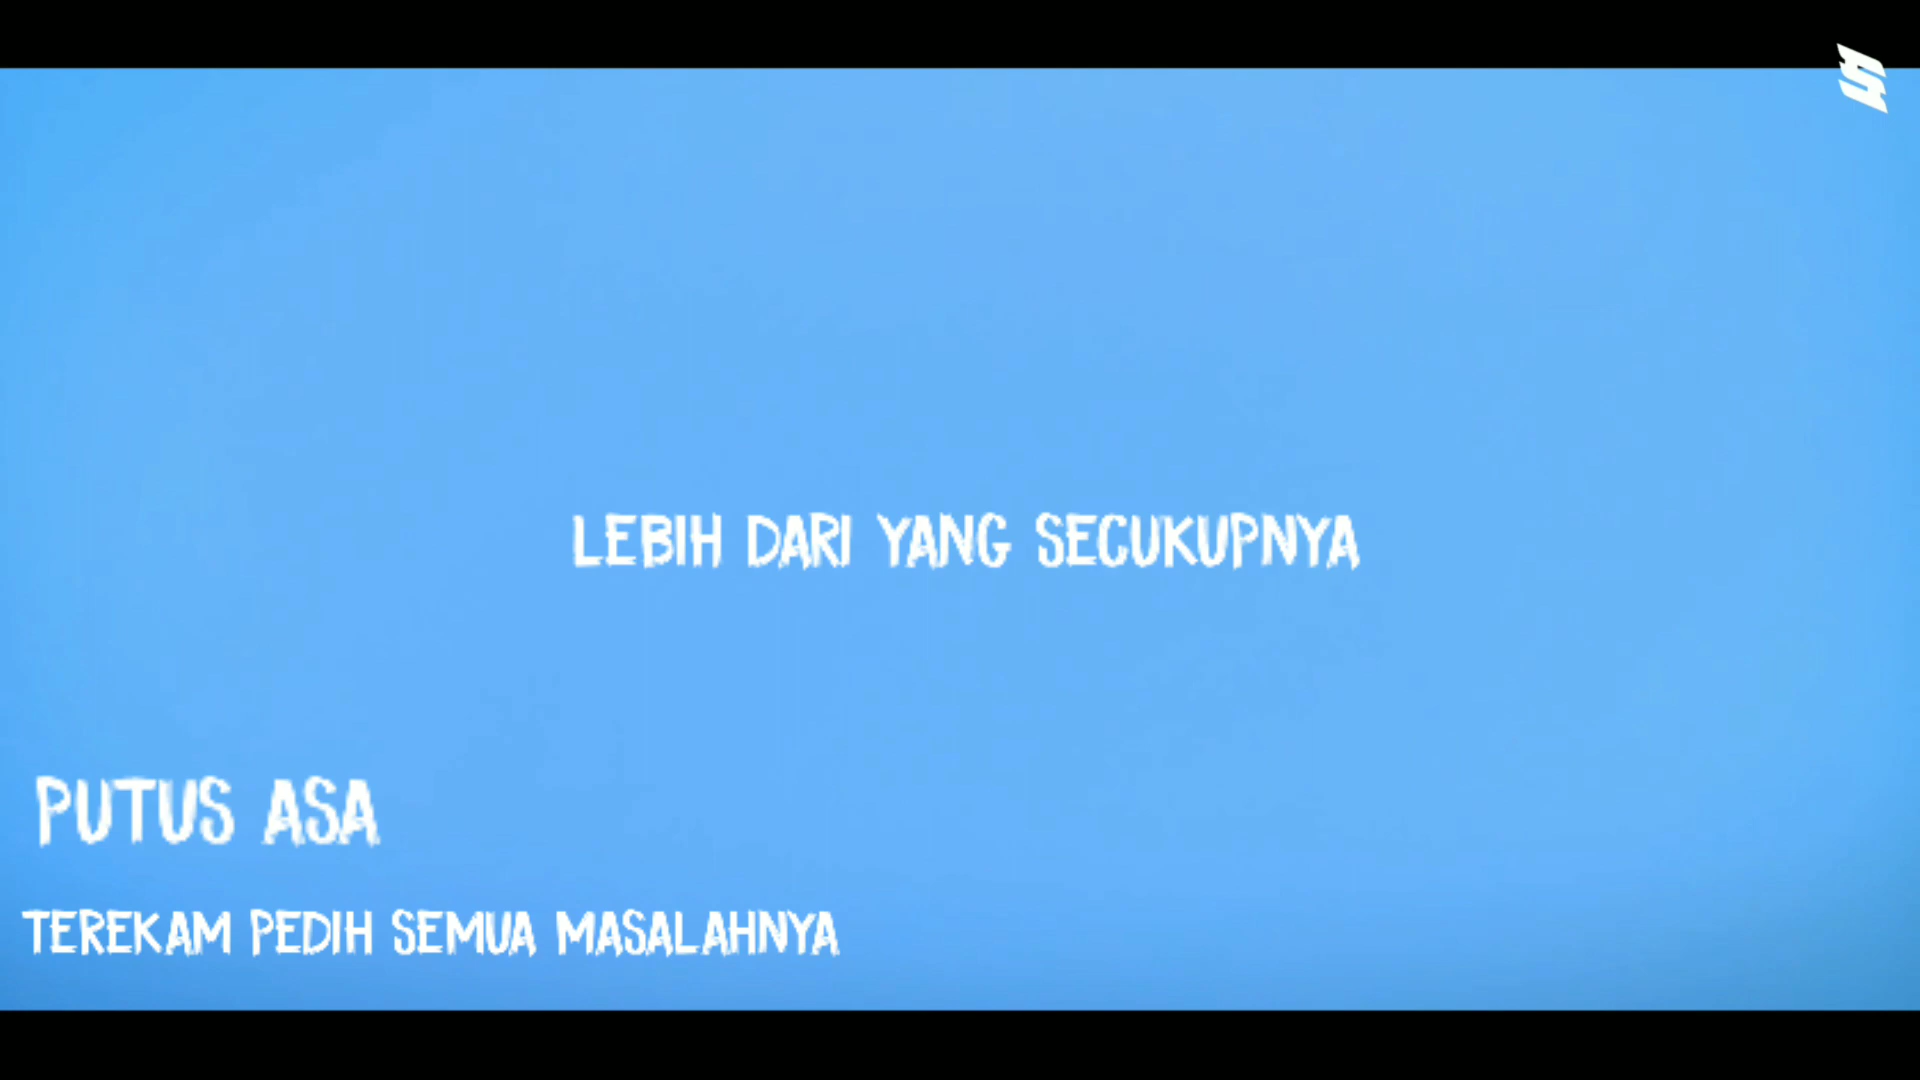 LEBIH DARI YANG SECUKUPNYA
PUTUS ASA
TEREKAM PEDIH SEMUA MASALAHNYA